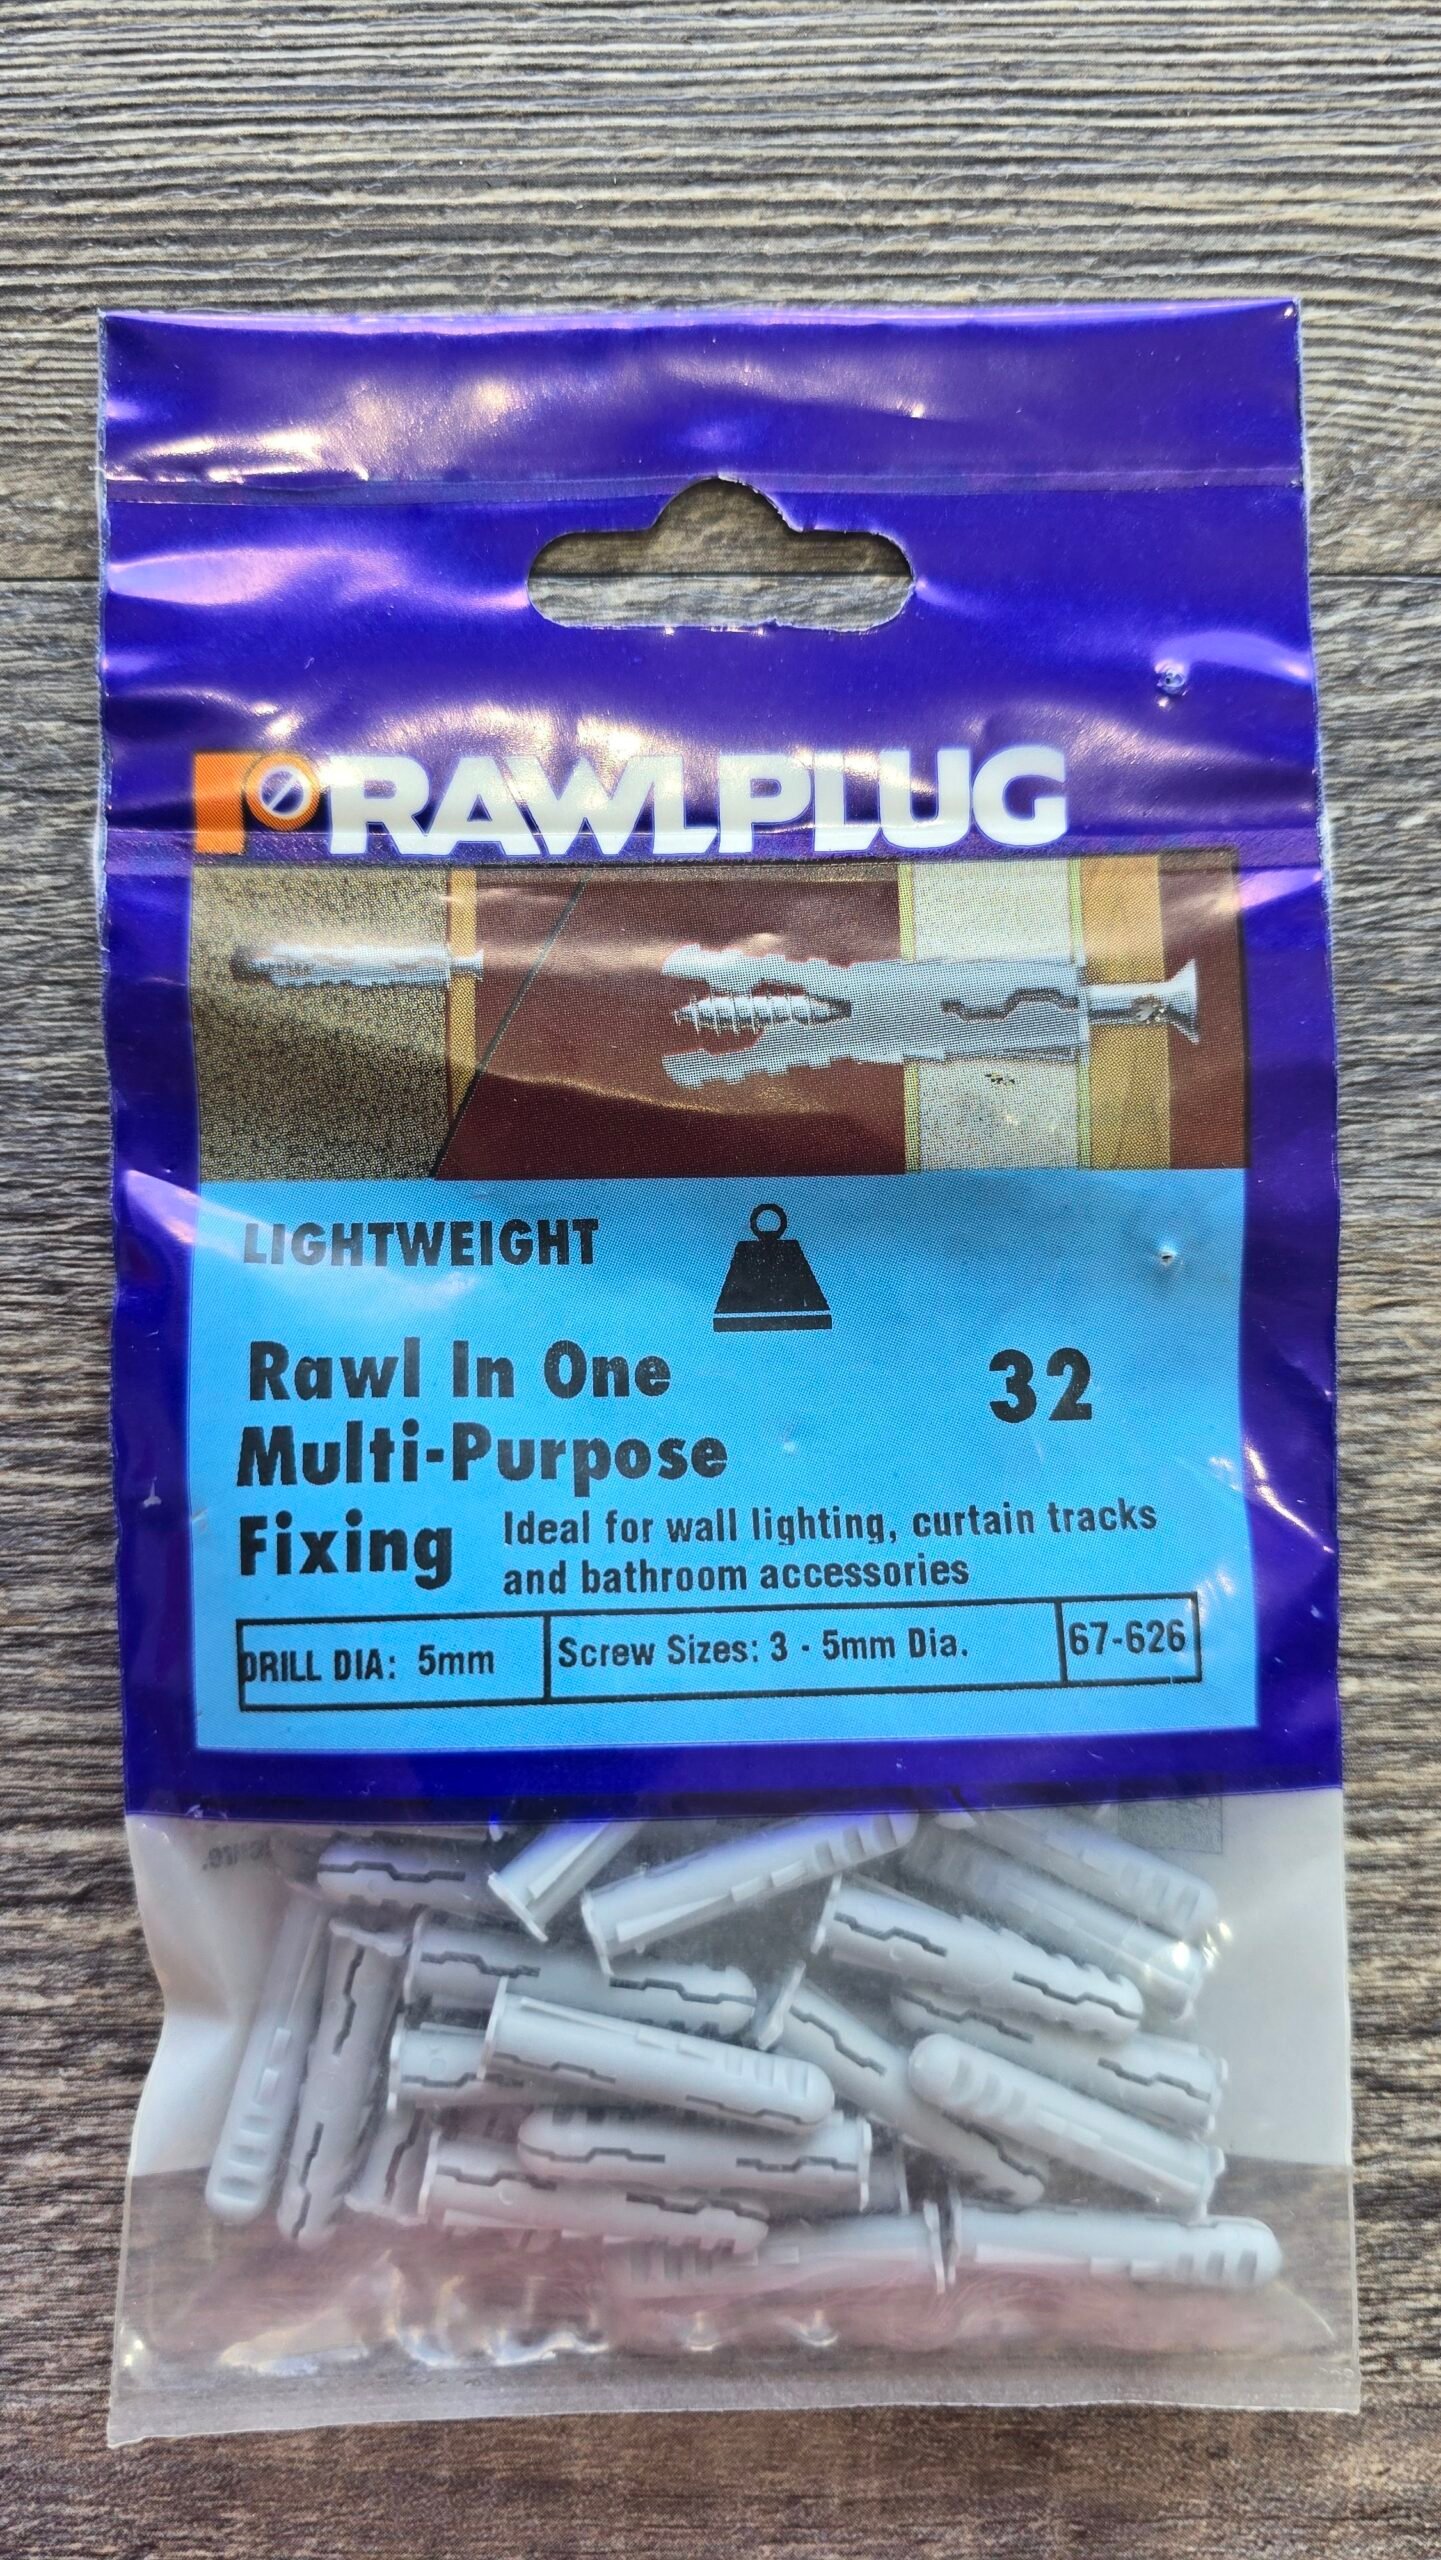 RAWLPLUG
LIGHTWEIGHT
Rawl In One
Multi-Purpose
Fixing
32
Ideal for wall lighting, curtain tracks
and bathroom accessories
DRILL DIA: 5mm
Screw Sizes: 3 - 5mm Dia.
67-626